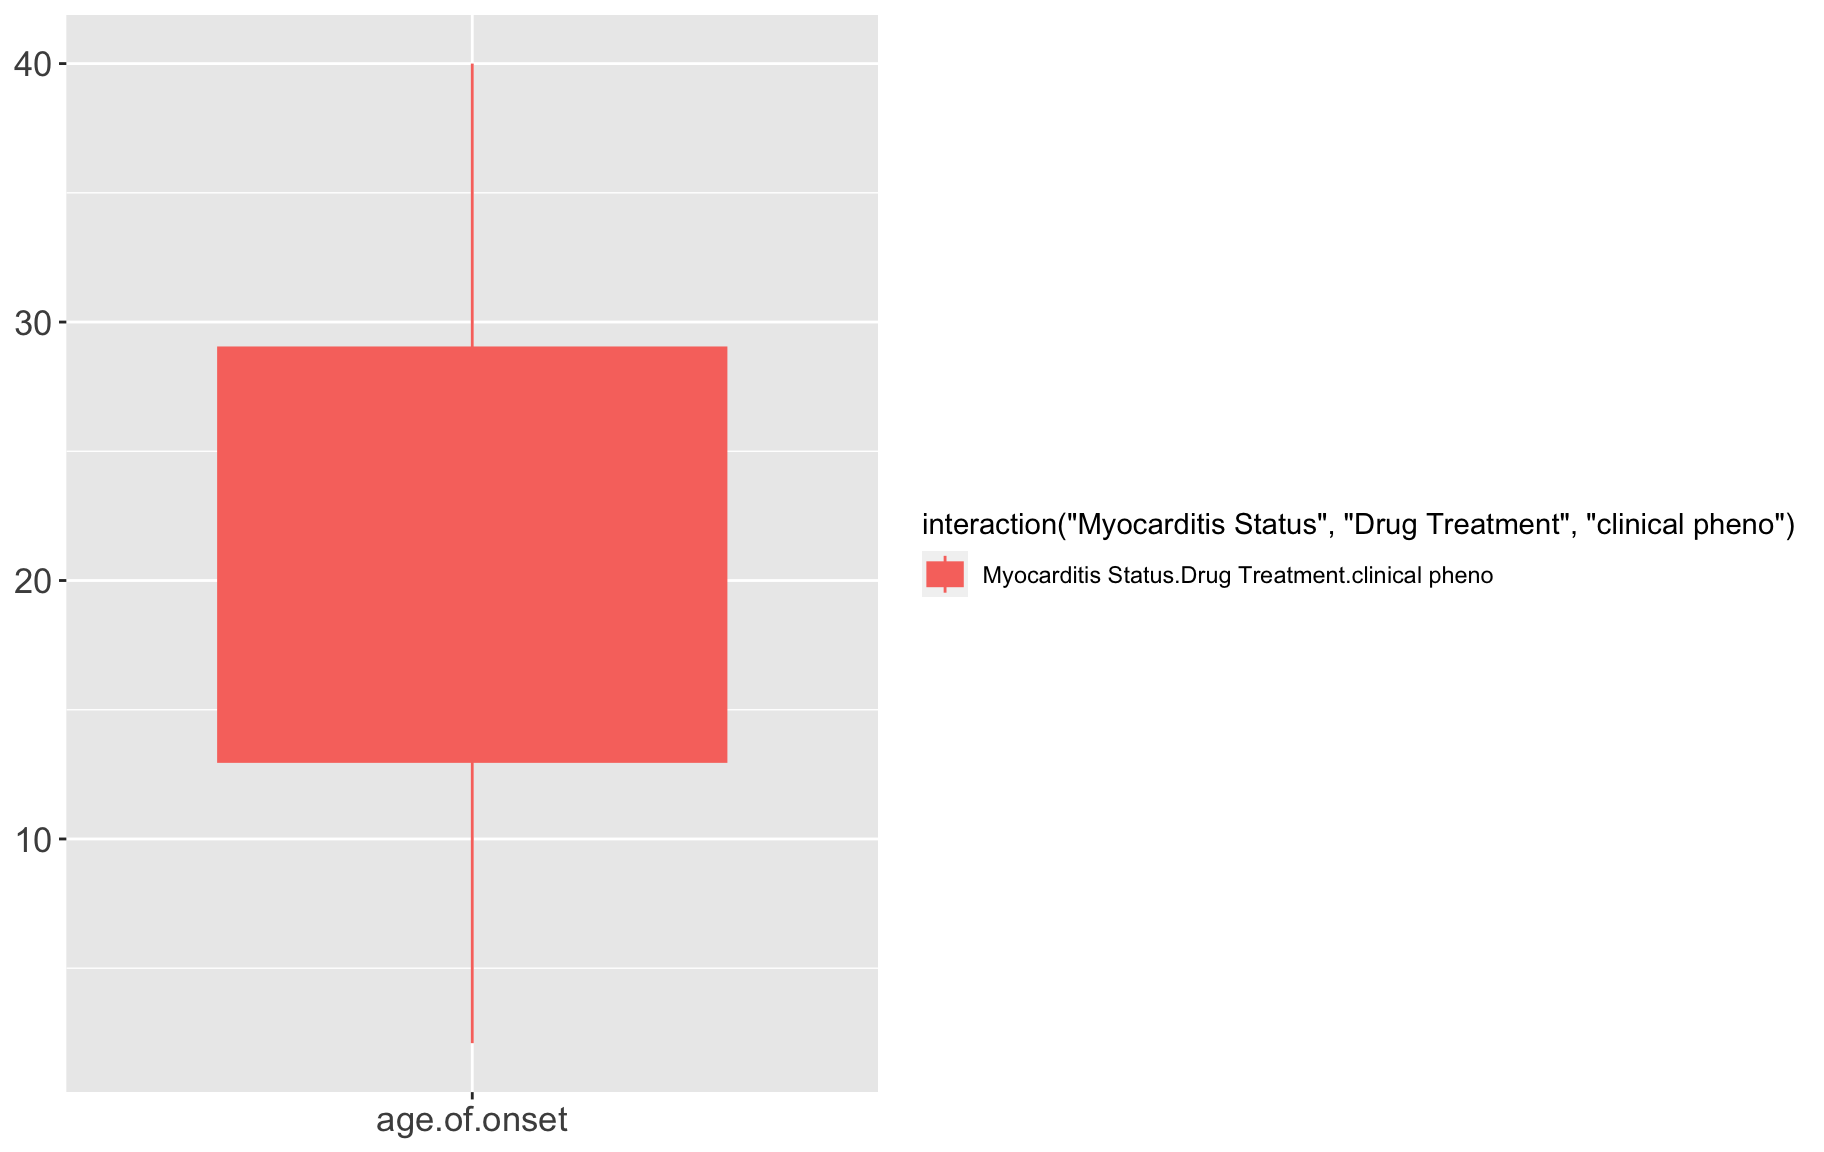 40
30
20
10
age.of.onset
interaction("Myocarditis Status", "Drug Treatment", "clinical pheno")
Myocarditis Status.Drug Treatment.clinical pheno